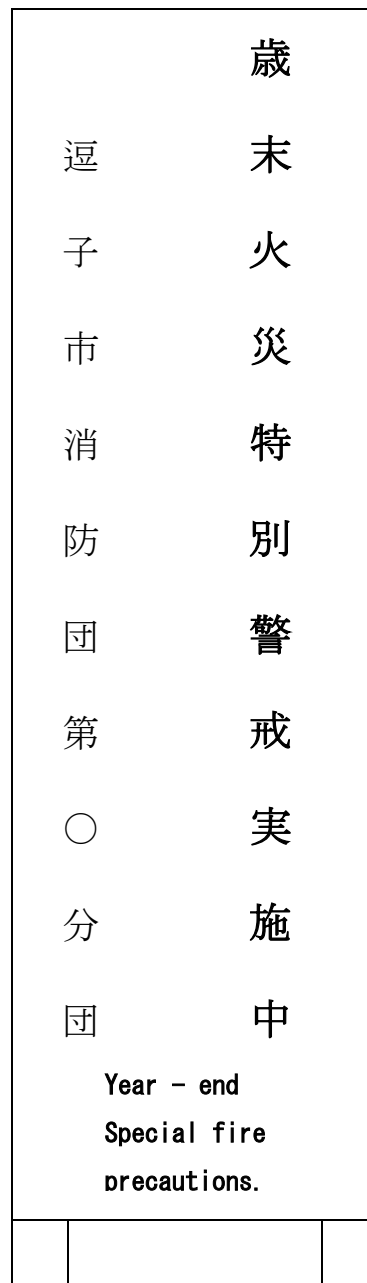 歳末火災特別警戒実施中
逗子市消防団第〇分団
Year - end
Special fire
precautions.